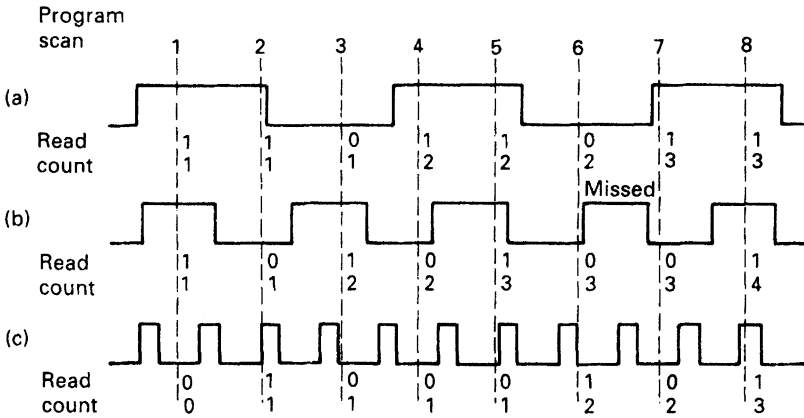 Program
scan 1 2 3 4 5 6 7 8
(a)
Read 1 1 0 1 1 0 1 1
count 1 1 1 2 2 2 3 3
Missed
(b)
Read 1 0 1 0 1 0 0 1
count 1 1 2 2 3 3 3 4
(c)
Read 0 1 0 0 0 1 0 1
count 0 1 1 1 1 2 2 3